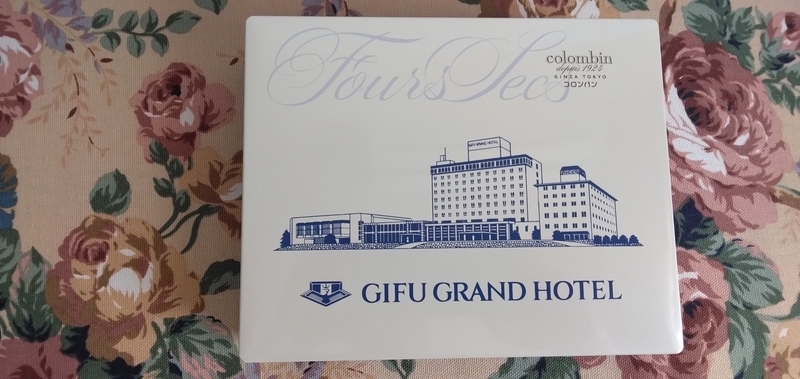 Fours Secs
colombin
depuis 1924
GINZA TOKYO
コロンバン
GIFU GRAND HOTEL
GIFU GRAND HOTEL